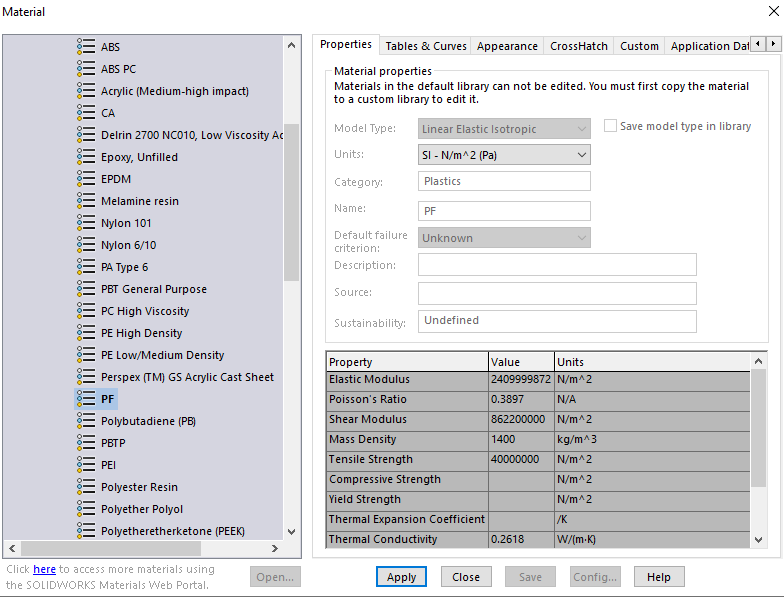 Material
ABS
ABS PC
Acrylic (Medium-high impact)
CA
Delrin 2700 NC010, Low Viscosity Ac
Epoxy, Unfilled
EPDM
Melamine resin
Nylon 101
Nylon 6/10
PA Type 6
PBT General Purpose
PC High Viscosity
PE High Density
PE Low/Medium Density
Perspex (TM) GS Acrylic Cast Sheet
PF
Polybutadiene (PB)
PBTP
PEI
Polyester Resin
Polyether Polyol
Polyetheretherketone (PEEK)
Click here to access more materials using
the SOLIDWORKS Materials Web Portal.
Open...
Properties Tables & Curves Appearance CrossHatch Custom Application Dat
Material properties
Materials in the default library can not be edited. You must first copy the material
to a custom library to edit it.
Model Type: Linear Elastic Isotropic Save model type in library
Units: SI - N/m^2 (Pa)
Category: Plastics
Name: PF
Default failure
criterion: Unknown
Description:
Source:
Sustainability: Undefined
Property Value Units
Elastic Modulus 2409999872 N/m^2
Poisson's Ratio 0.3897 N/A
Shear Modulus 862200000 N/m^2
Mass Density 1400 kg/m^3
Tensile Strength 40000000 N/m^2
Compressive Strength N/m^2
Yield Strength N/m^2
Thermal Expansion Coefficient /K
Thermal Conductivity 0.2618 W/(m·K)
Apply Close Save Config... Help